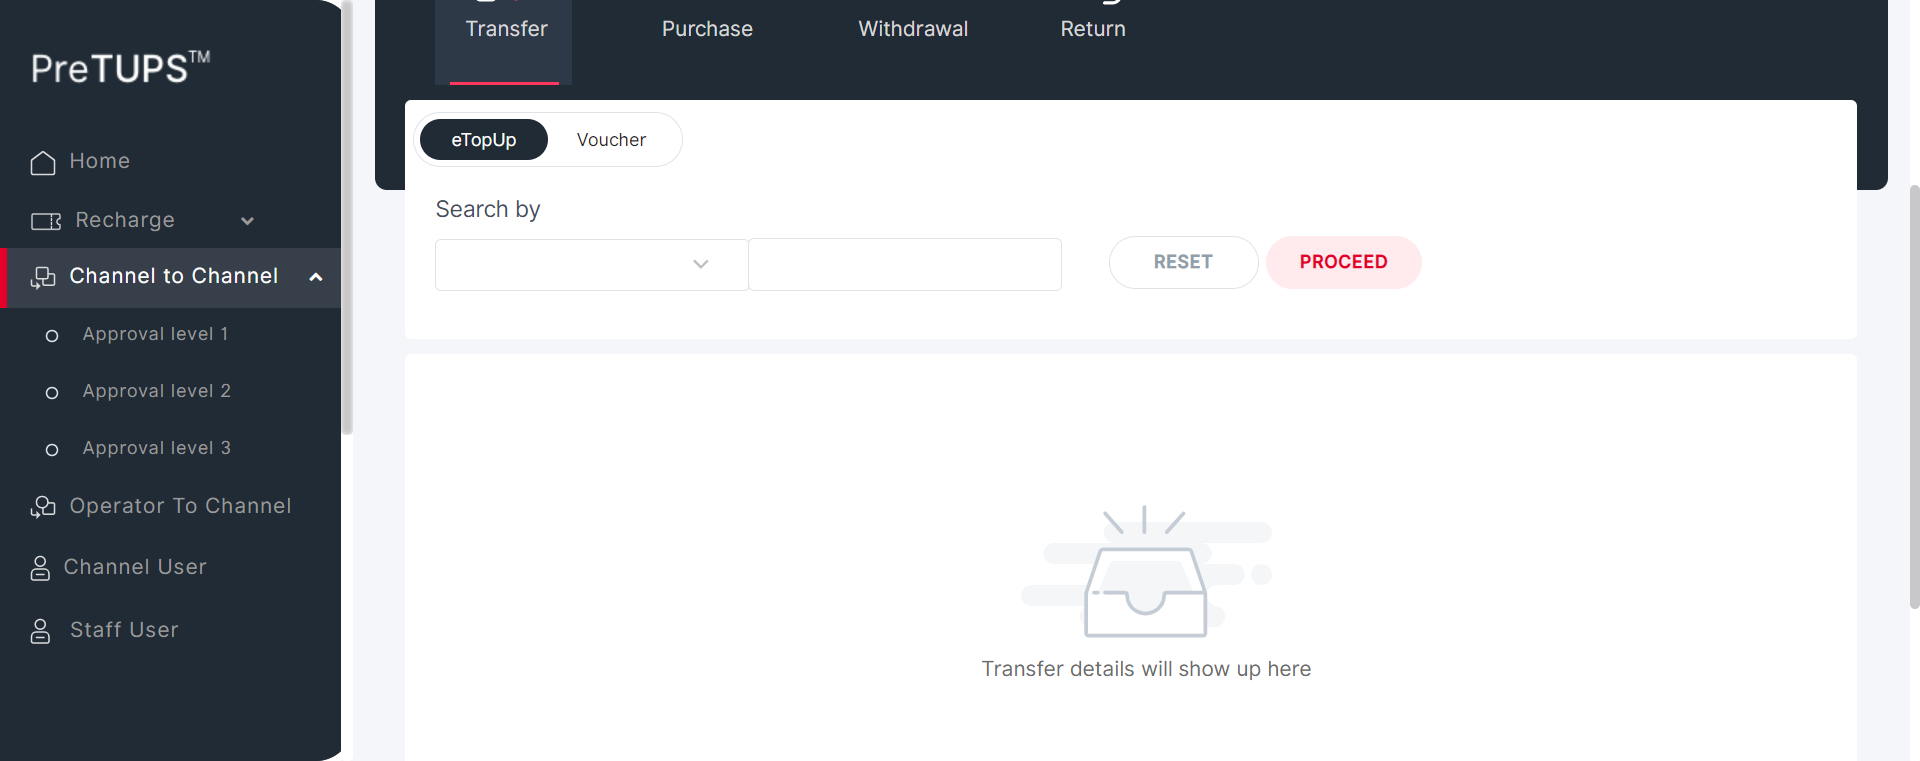 PreTUPS™
Home
Recharge
Channel to Channel
Approval level 1
Approval level 2
Approval level 3
Operator To Channel
Channel User
Staff User
Transfer
Purchase
Withdrawal
Return
eTopUp
Voucher
Search by
RESET
PROCEED
Transfer details will show up here